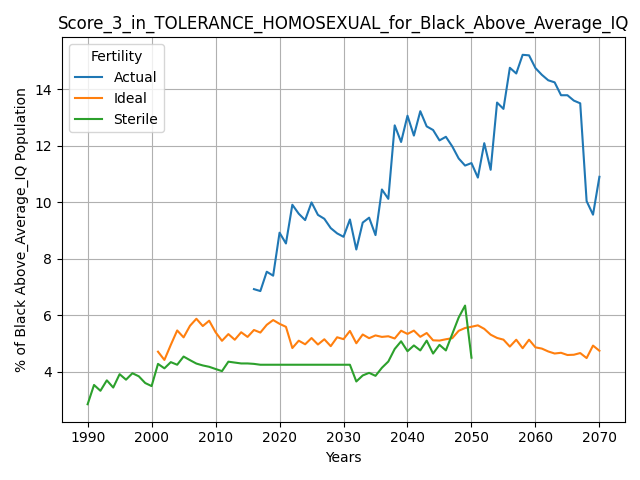 Score_3_in_TOLERANCE_HOMOSEXUAL_for_Black_Above_Average_IQ
Fertility
Actual
Ideal
Sterile
% of Black Above_Average_IQ Population
14
12
10
8
6
4
1990 2000 2010 2020 2030 2040 2050 2060 2070
Years